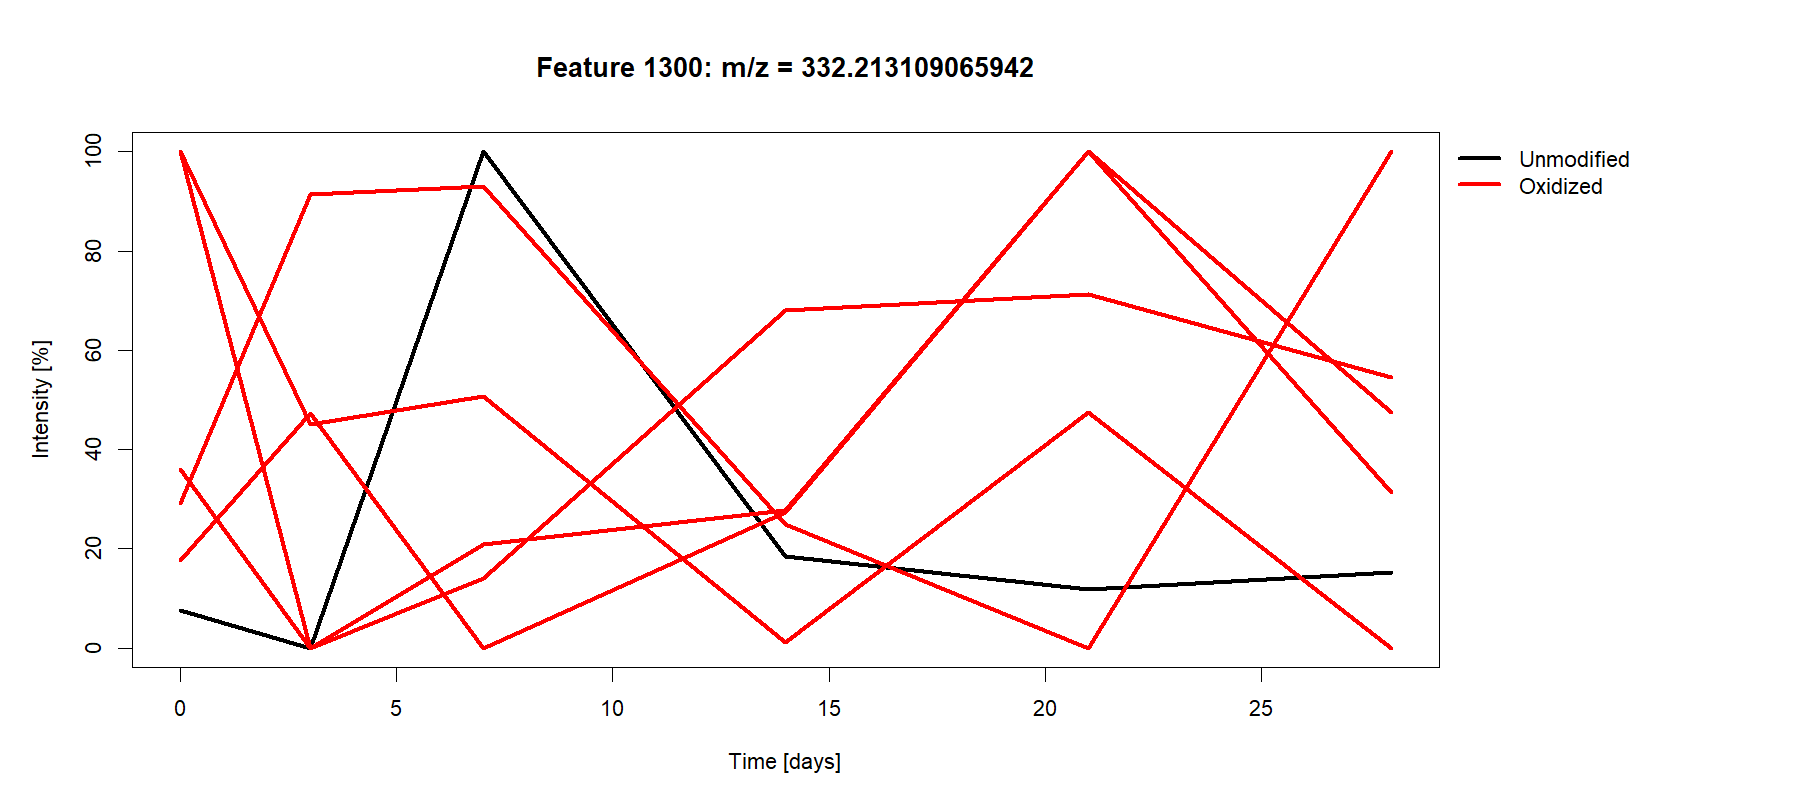 Feature 1300: m/z = 332.213109065942
Unmodified
Oxidized
Intensity [%]
100
80
60
40
20
0
0 5 10 15 20 25
Time [days]